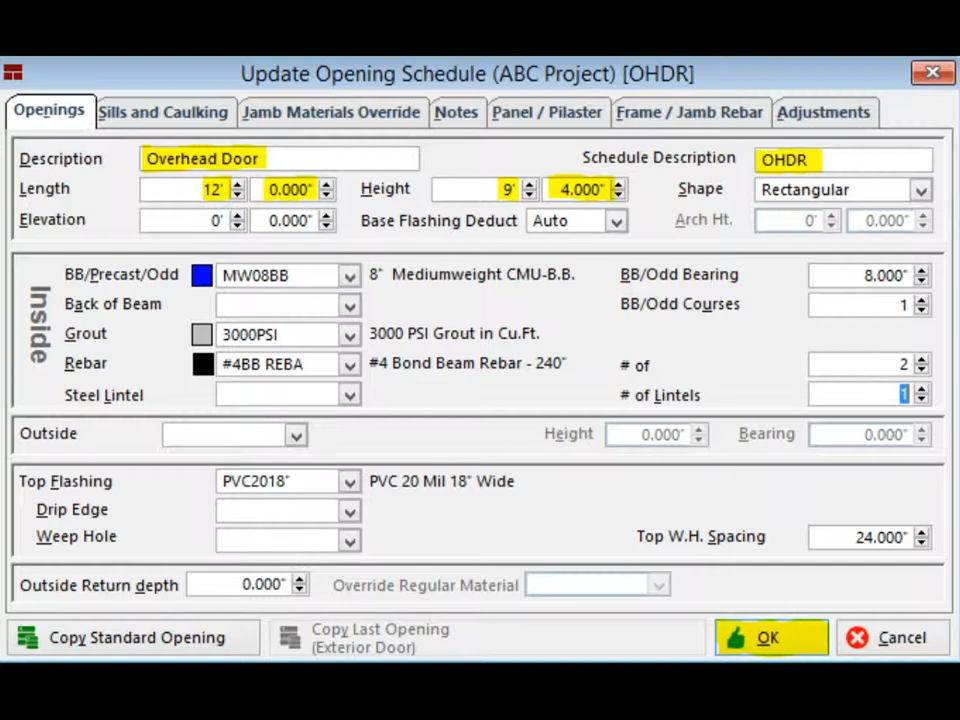 Update Opening Schedule (ABC Project) [OHDR]
Openings Sills and Caulking Jamb Materials Override Notes Panel / Pilaster Frame / Jamb Rebar Adjustments
Description Overhead Door Schedule Description OHDR
Length 12' 0.000" Height 9' 4.000" Shape Rectangular
Elevation 0' 0.000" Base Flashing Deduct Auto Arch Ht. 0' 0.000"
Inside
BB/Precast/Odd MW08BB 8" Mediumweight CMU-B.B. BB/Odd Bearing 8.000"
Back of Beam BB/Odd Courses 1
Grout 3000PSI 3000 PSI Grout in Cu.Ft.
Rebar #4BB REBA #4 Bond Beam Rebar - 240" # of 2
Steel Lintel # of Lintels 1
Outside Height 0.000" Bearing 0.000"
Top Flashing PVC2018" PVC 20 Mil 18" Wide
Drip Edge
Weep Hole Top W.H. Spacing 24.000"
Outside Return depth 0.000" Override Regular Material
Copy Standard Opening Copy Last Opening
(Exterior Door) OK Cancel